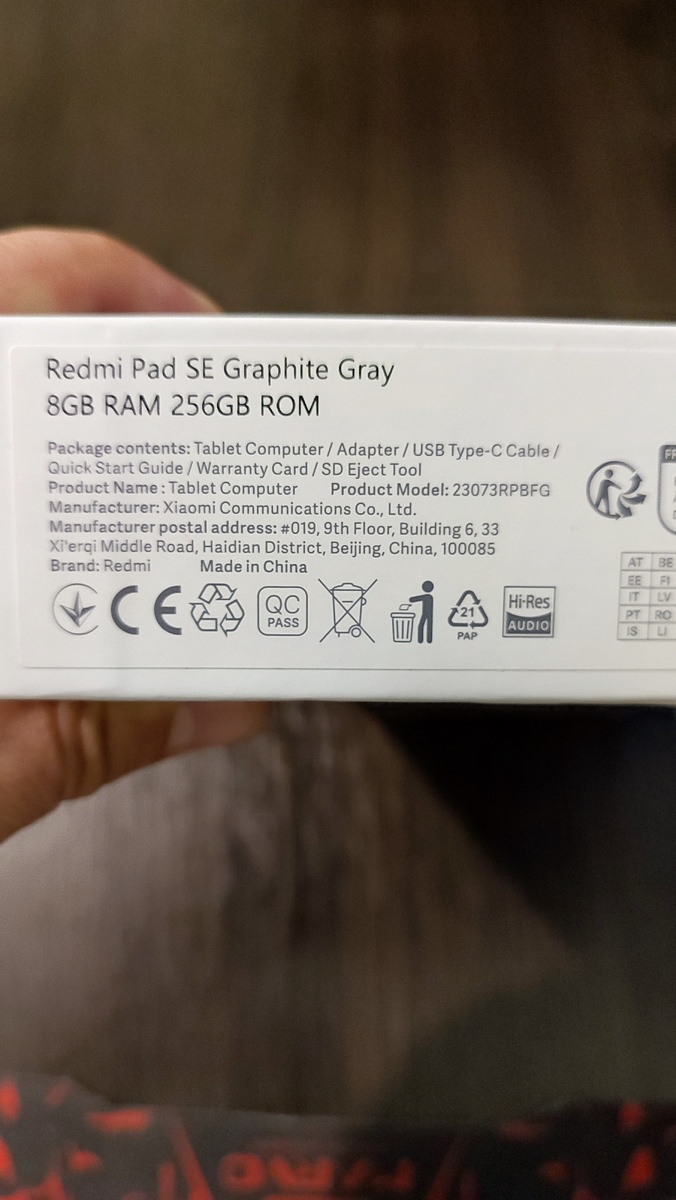 Redmi Pad SE Graphite Gray
8GB RAM 256GB ROM
Package contents: Tablet Computer / Adapter / USB Type-C Cable /
Quick Start Guide / Warranty Card / SD Eject Tool
Product Name : Tablet Computer Product Model: 23073RPBFG
Manufacturer: Xiaomi Communications Co., Ltd.
Manufacturer postal address: #019, 9th Floor, Building 6, 33
Xi'erqi Middle Road, Haidian District, Beijing, China, 100085
Brand: Redmi Made in China
CE
QC
PASS
21
PAP
Hi-Res
AUDIO
FR
AT BE
EE FI
IT LV
PT RO
IS LI